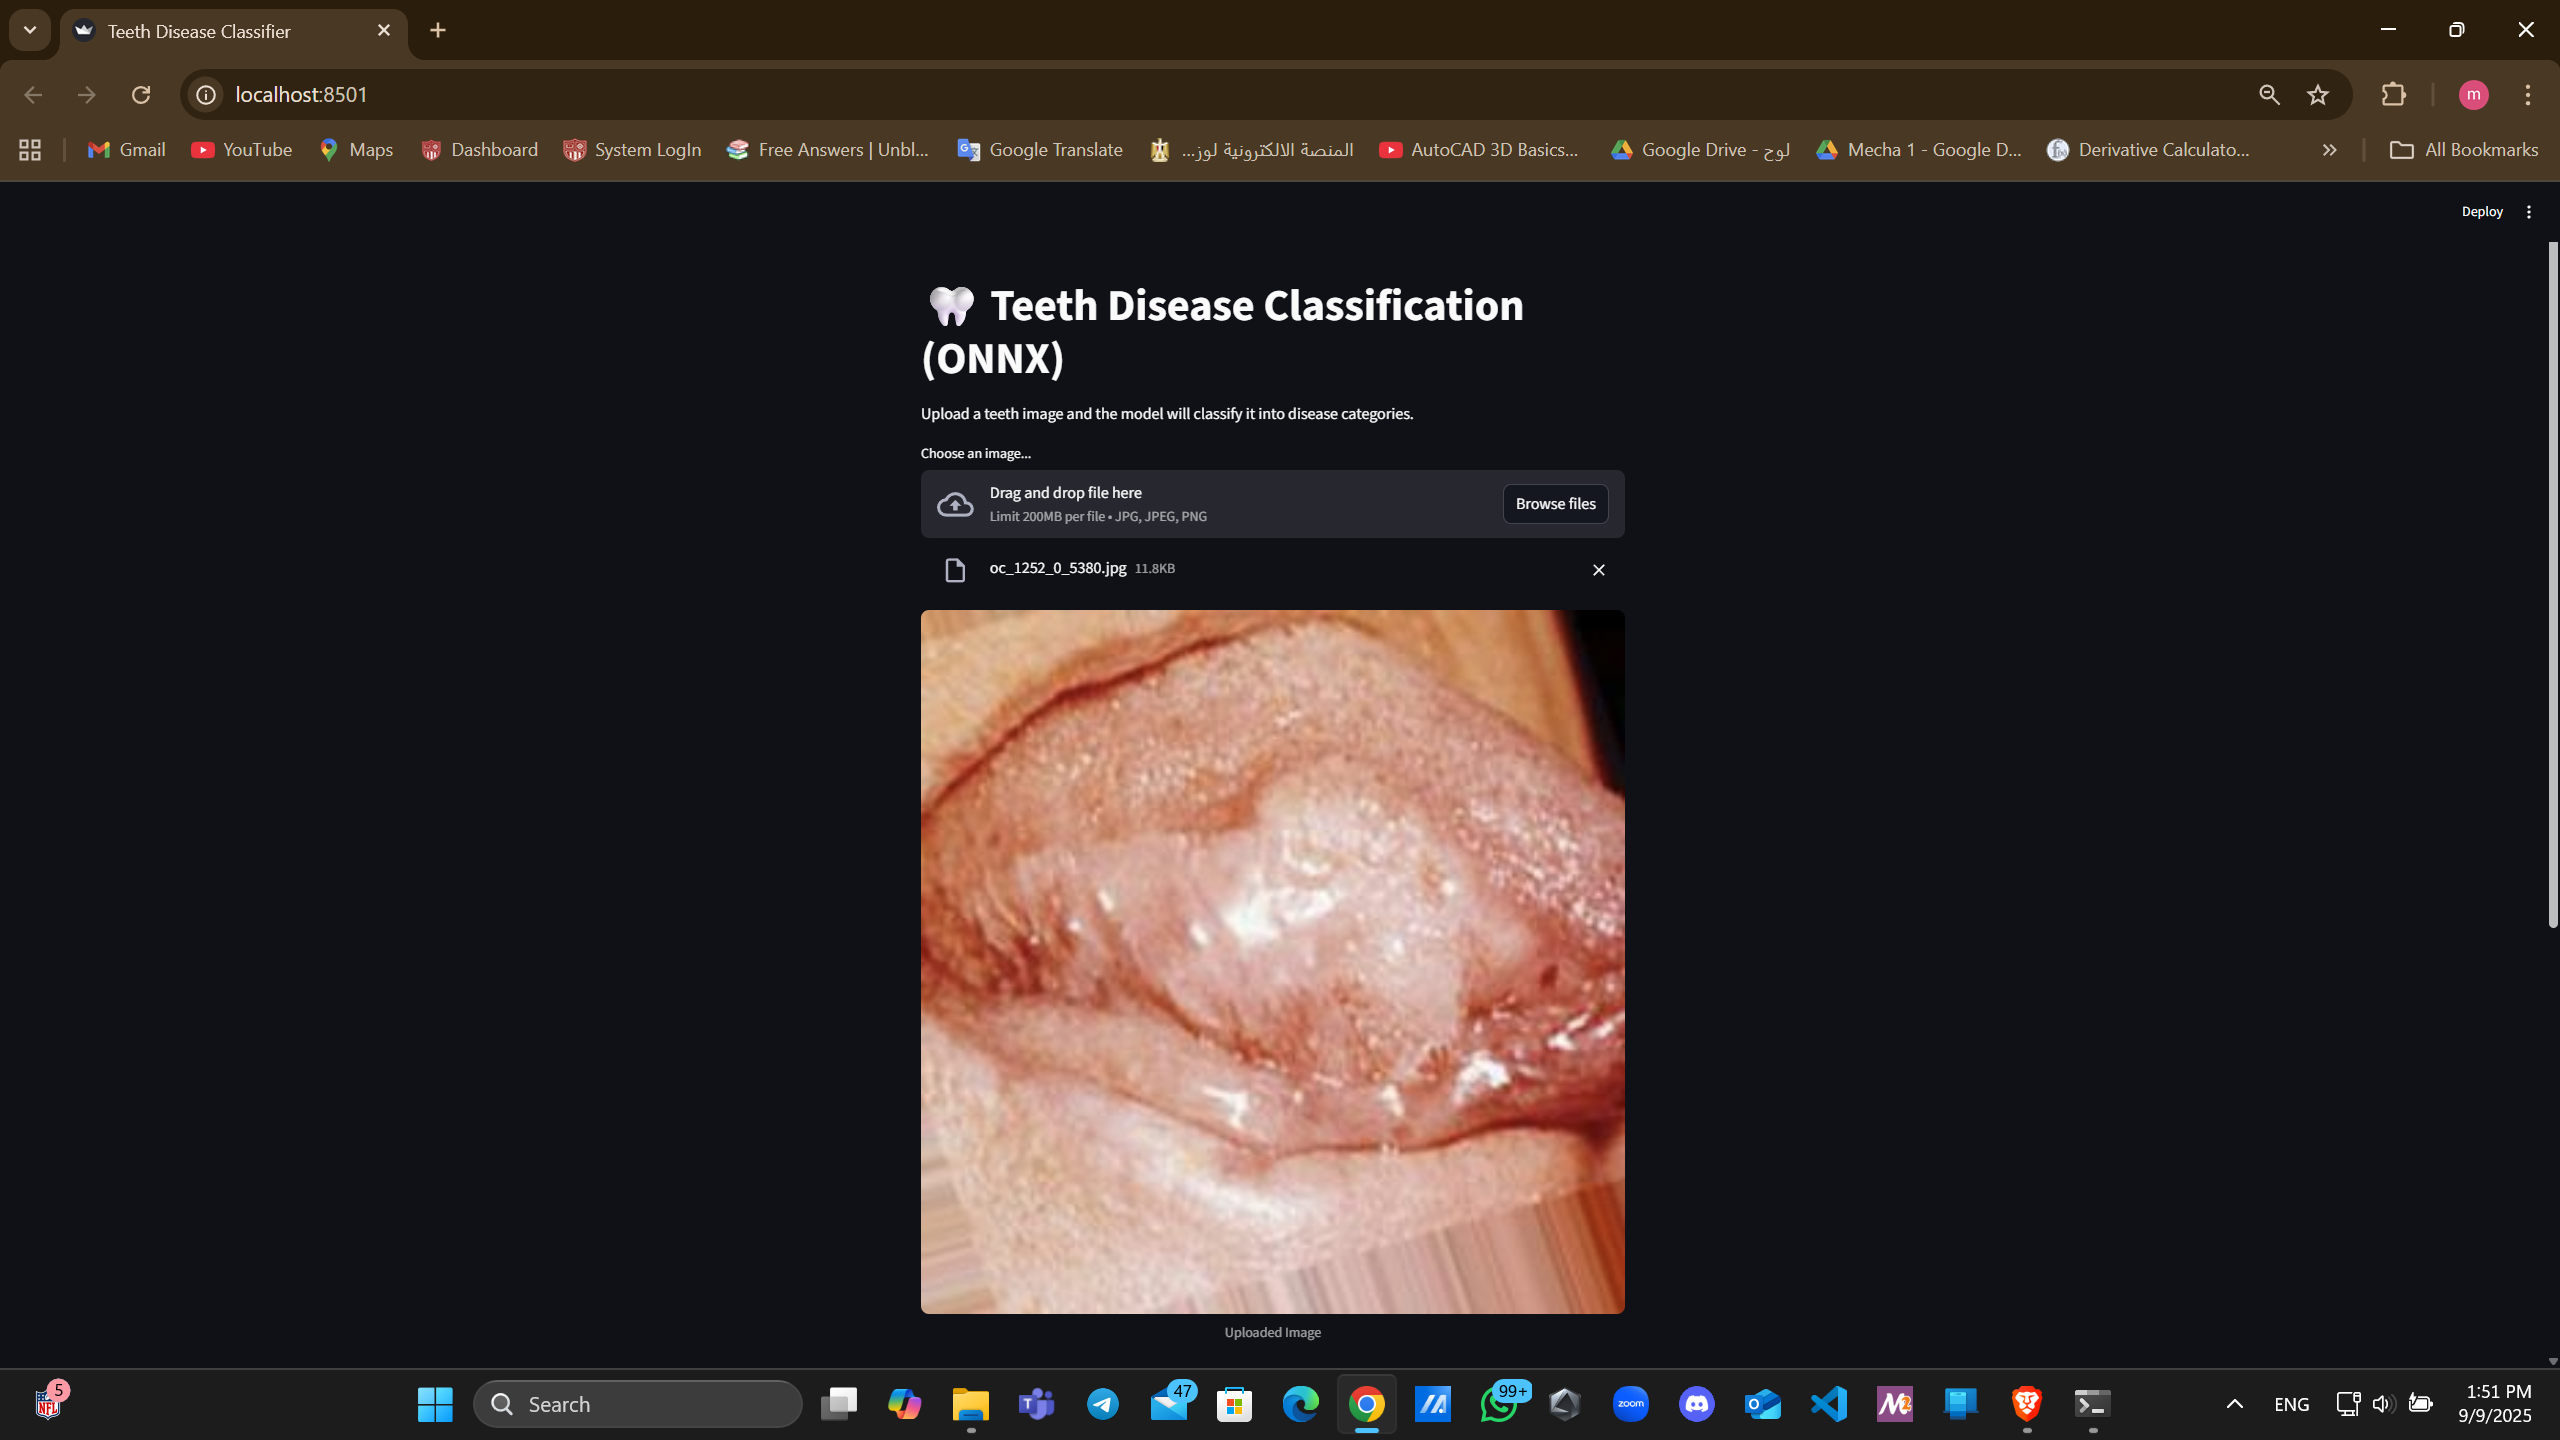 Teeth Disease Classifier
localhost:8501
Gmail
YouTube
Maps
Dashboard
System LogIn
Free Answers | Unbl...
Google Translate
المنصة الالكترونية لوز...
AutoCAD 3D Basics...
Google Drive - لوح
Mecha 1 - Google D...
Derivative Calculato...
All Bookmarks
m
Deploy
Teeth Disease Classification
(ONNX)
Upload a teeth image and the model will classify it into disease categories.
Choose an image...
Drag and drop file here
Limit 200MB per file • JPG, JPEG, PNG
Browse files
oc_1252_0_5380.jpg 11.8KB
Uploaded Image
5
NFL
Search
47
99+
zoom
ENG
1:51 PM
9/9/2025